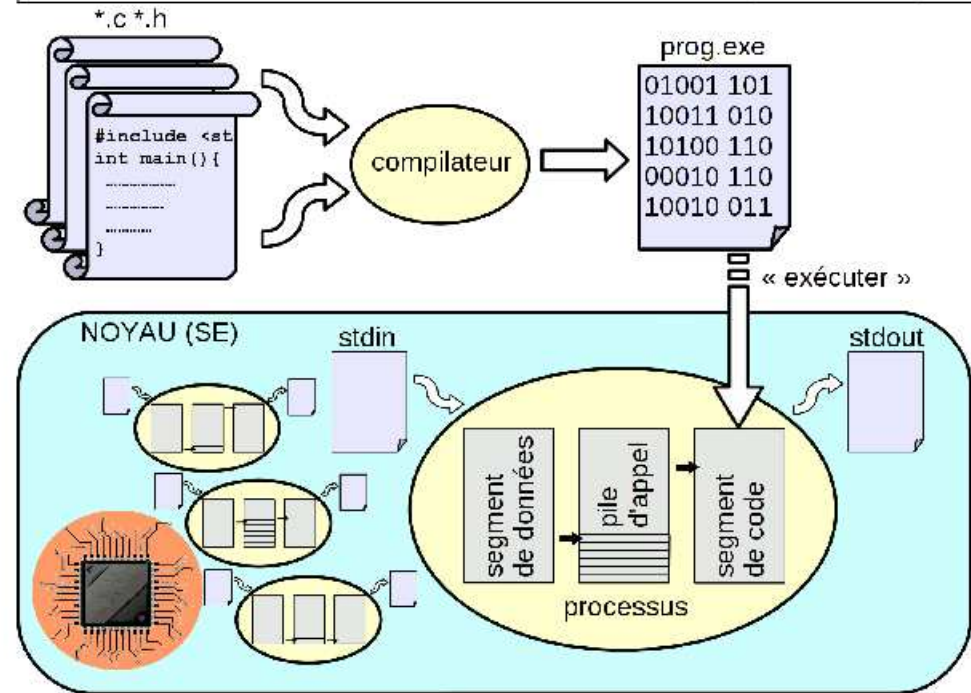 *.c *.h
#include <st
int main(){
}
compilateur
prog.exe
01001 101
10011 010
10100 110
00010 110
10010 011
« exécuter »
NOYAU (SE)
stdin
stdout
segment
de données
pile
d'appel
segment
de code
processus